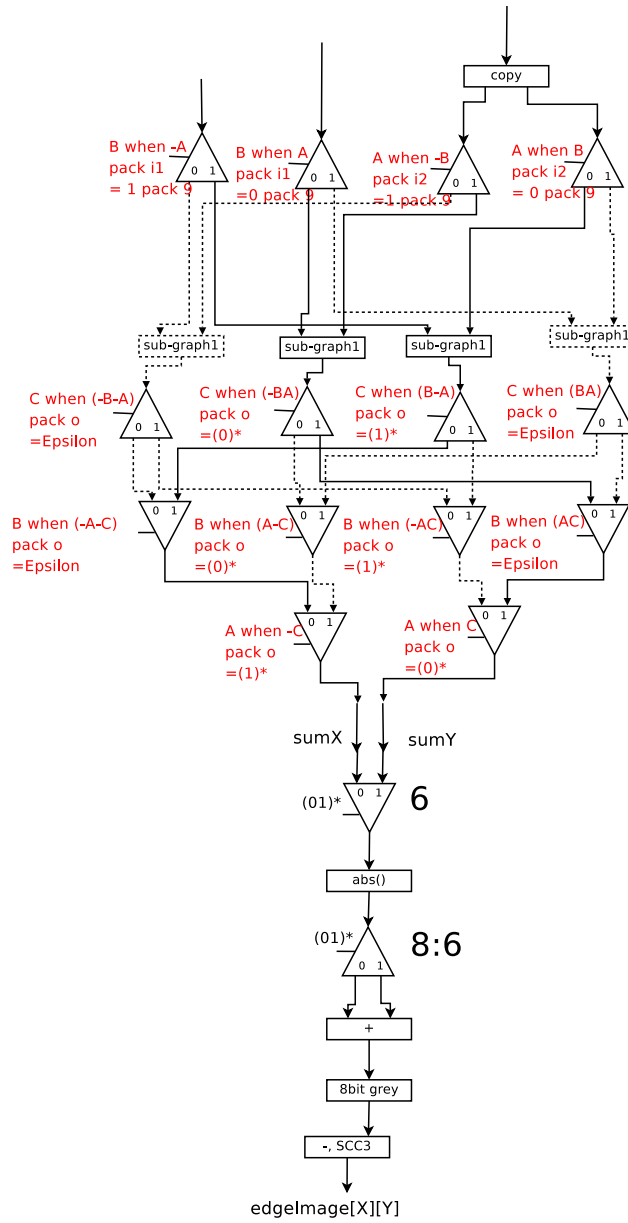 copy
B when -A
pack i1
= 1 pack 9
0 1
B when A
pack i1
=0 pack 9
0 1
A when -B
pack i2
=1 pack 9
0 1
A when B
pack i2
= 0 pack 9
0 1
sub-graph1
sub-graph1
sub-graph1
sub-graph1
C when (-B-A)
pack o
=Epsilon
0 1
C when (-BA)
pack o
=(0)*
0 1
C when (B-A)
pack o
=(1)*
0 1
C when (BA)
pack o
=Epsilon
0 1
B when (-A-C)
pack o
=Epsilon
0 1
B when (A-C)
pack o
=(0)*
0 1
B when (-AC)
pack o
=(1)*
0 1
B when (AC)
pack o
=Epsilon
0 1
A when -C
pack o
=(1)*
0 1
A when C
pack o
=(0)*
0 1
sumX
sumY
0 1
(01)*
6
abs()
(01)*
8:6
0 1
+
8bit grey
-, SCC3
edgeImage[X][Y]